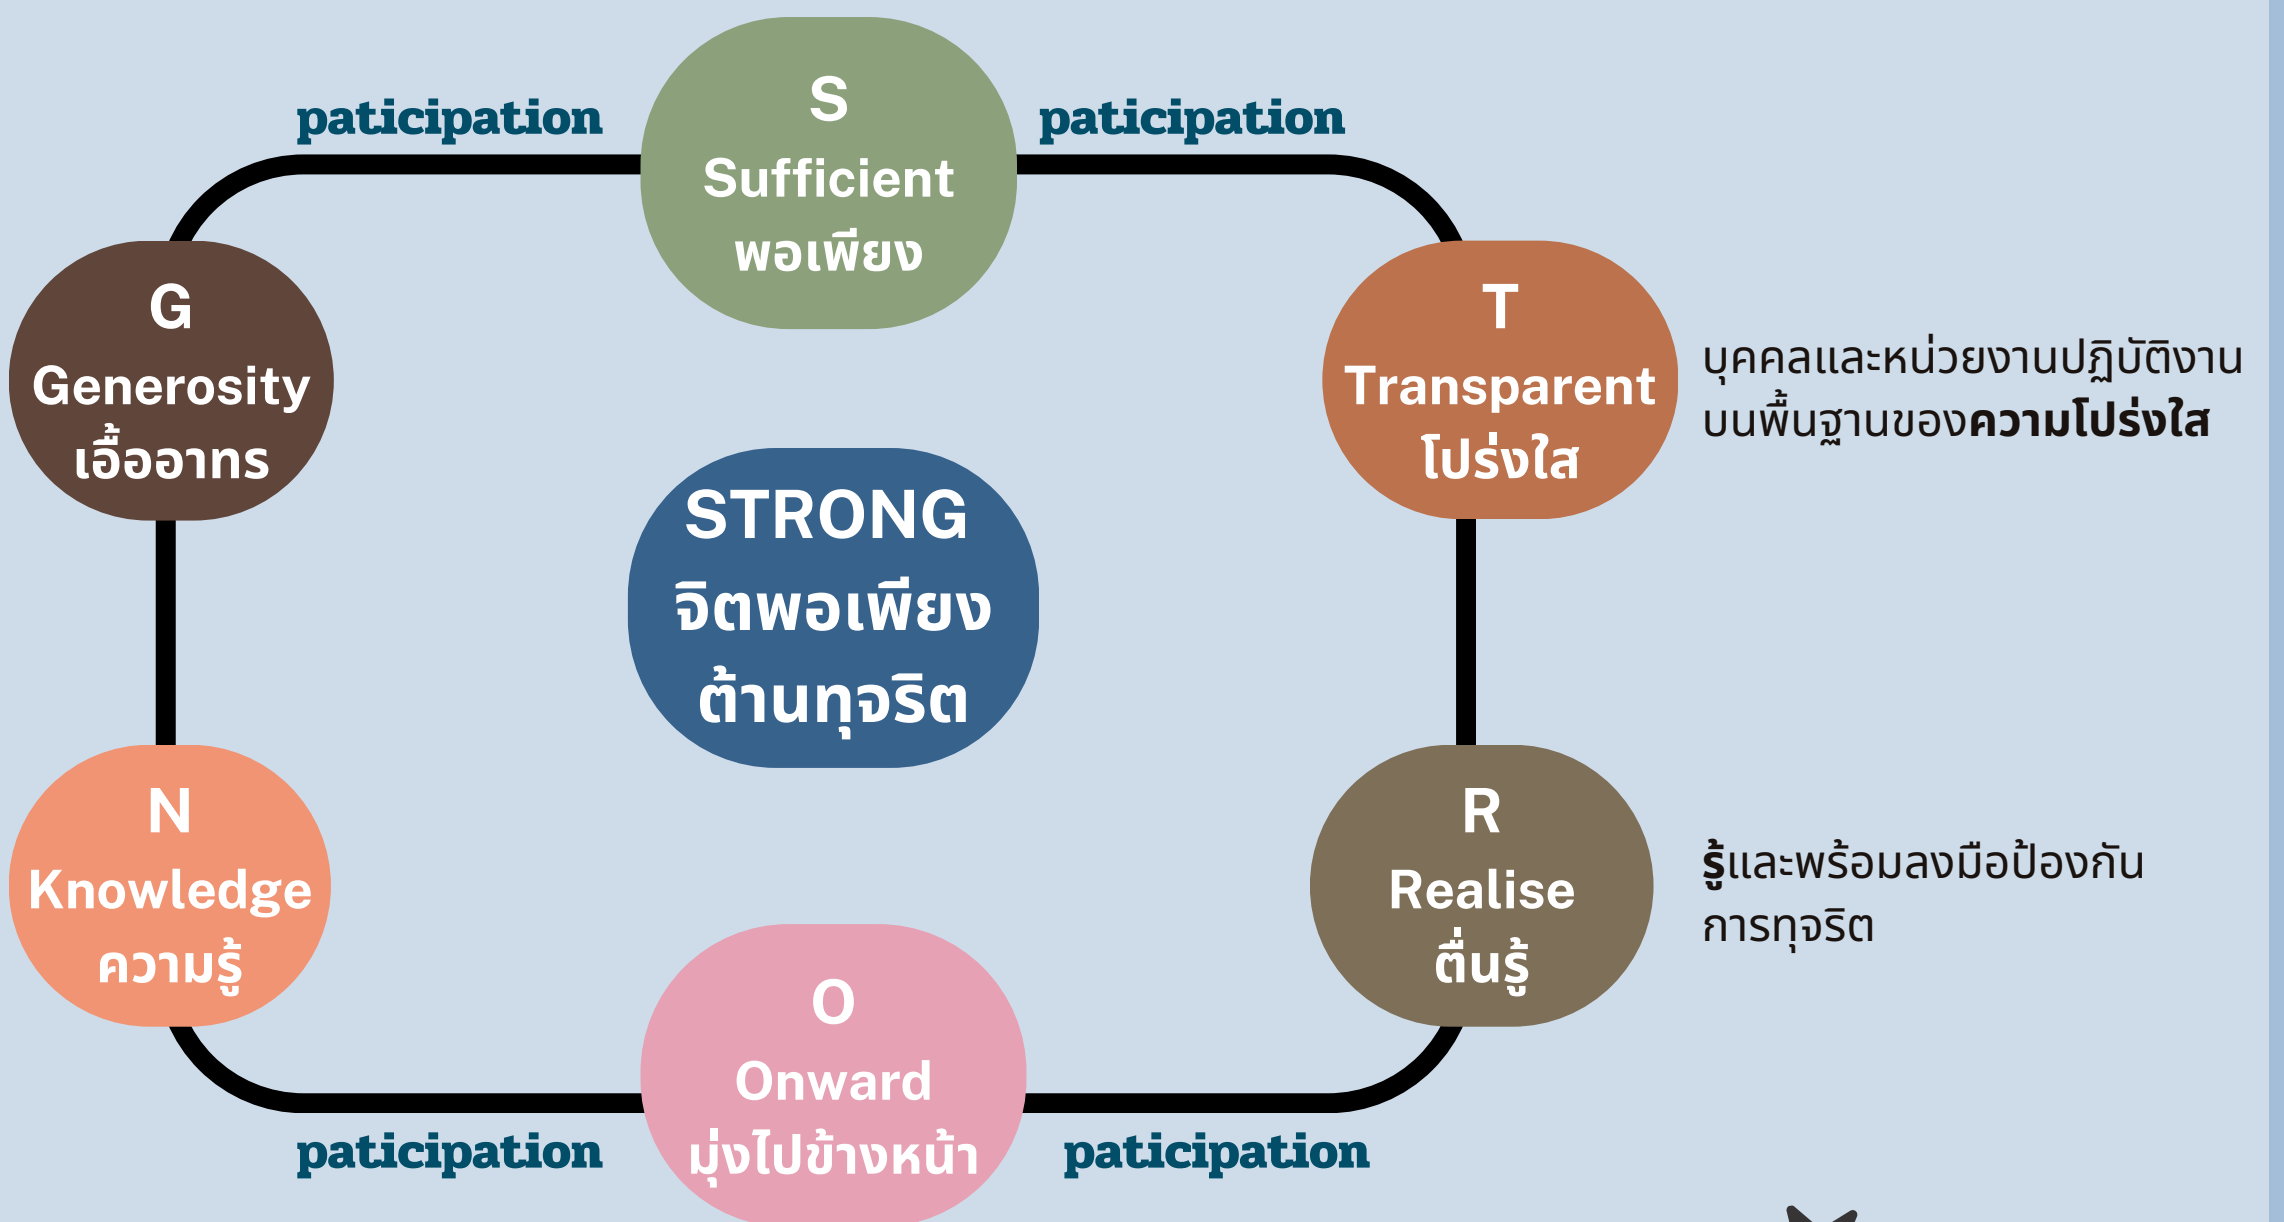 S
Sufficient
พอเพียง
paticipation
paticipation
G
Generosity
เอื้ออาทร
T
Transparent
โปร่งใส
บุคคลและหน่วยงานปฏิบัติงาน
บนพื้นฐานของความโปร่งใส
STRONG
จิตพอเพียง
ต้านทุจริต
N
Knowledge
ความรู้
R
Realise
ตื่นรู้
รู้และพร้อมลงมือป้องกัน
การทุจริต
O
Onward
มุ่งไปข้างหน้า
paticipation
paticipation